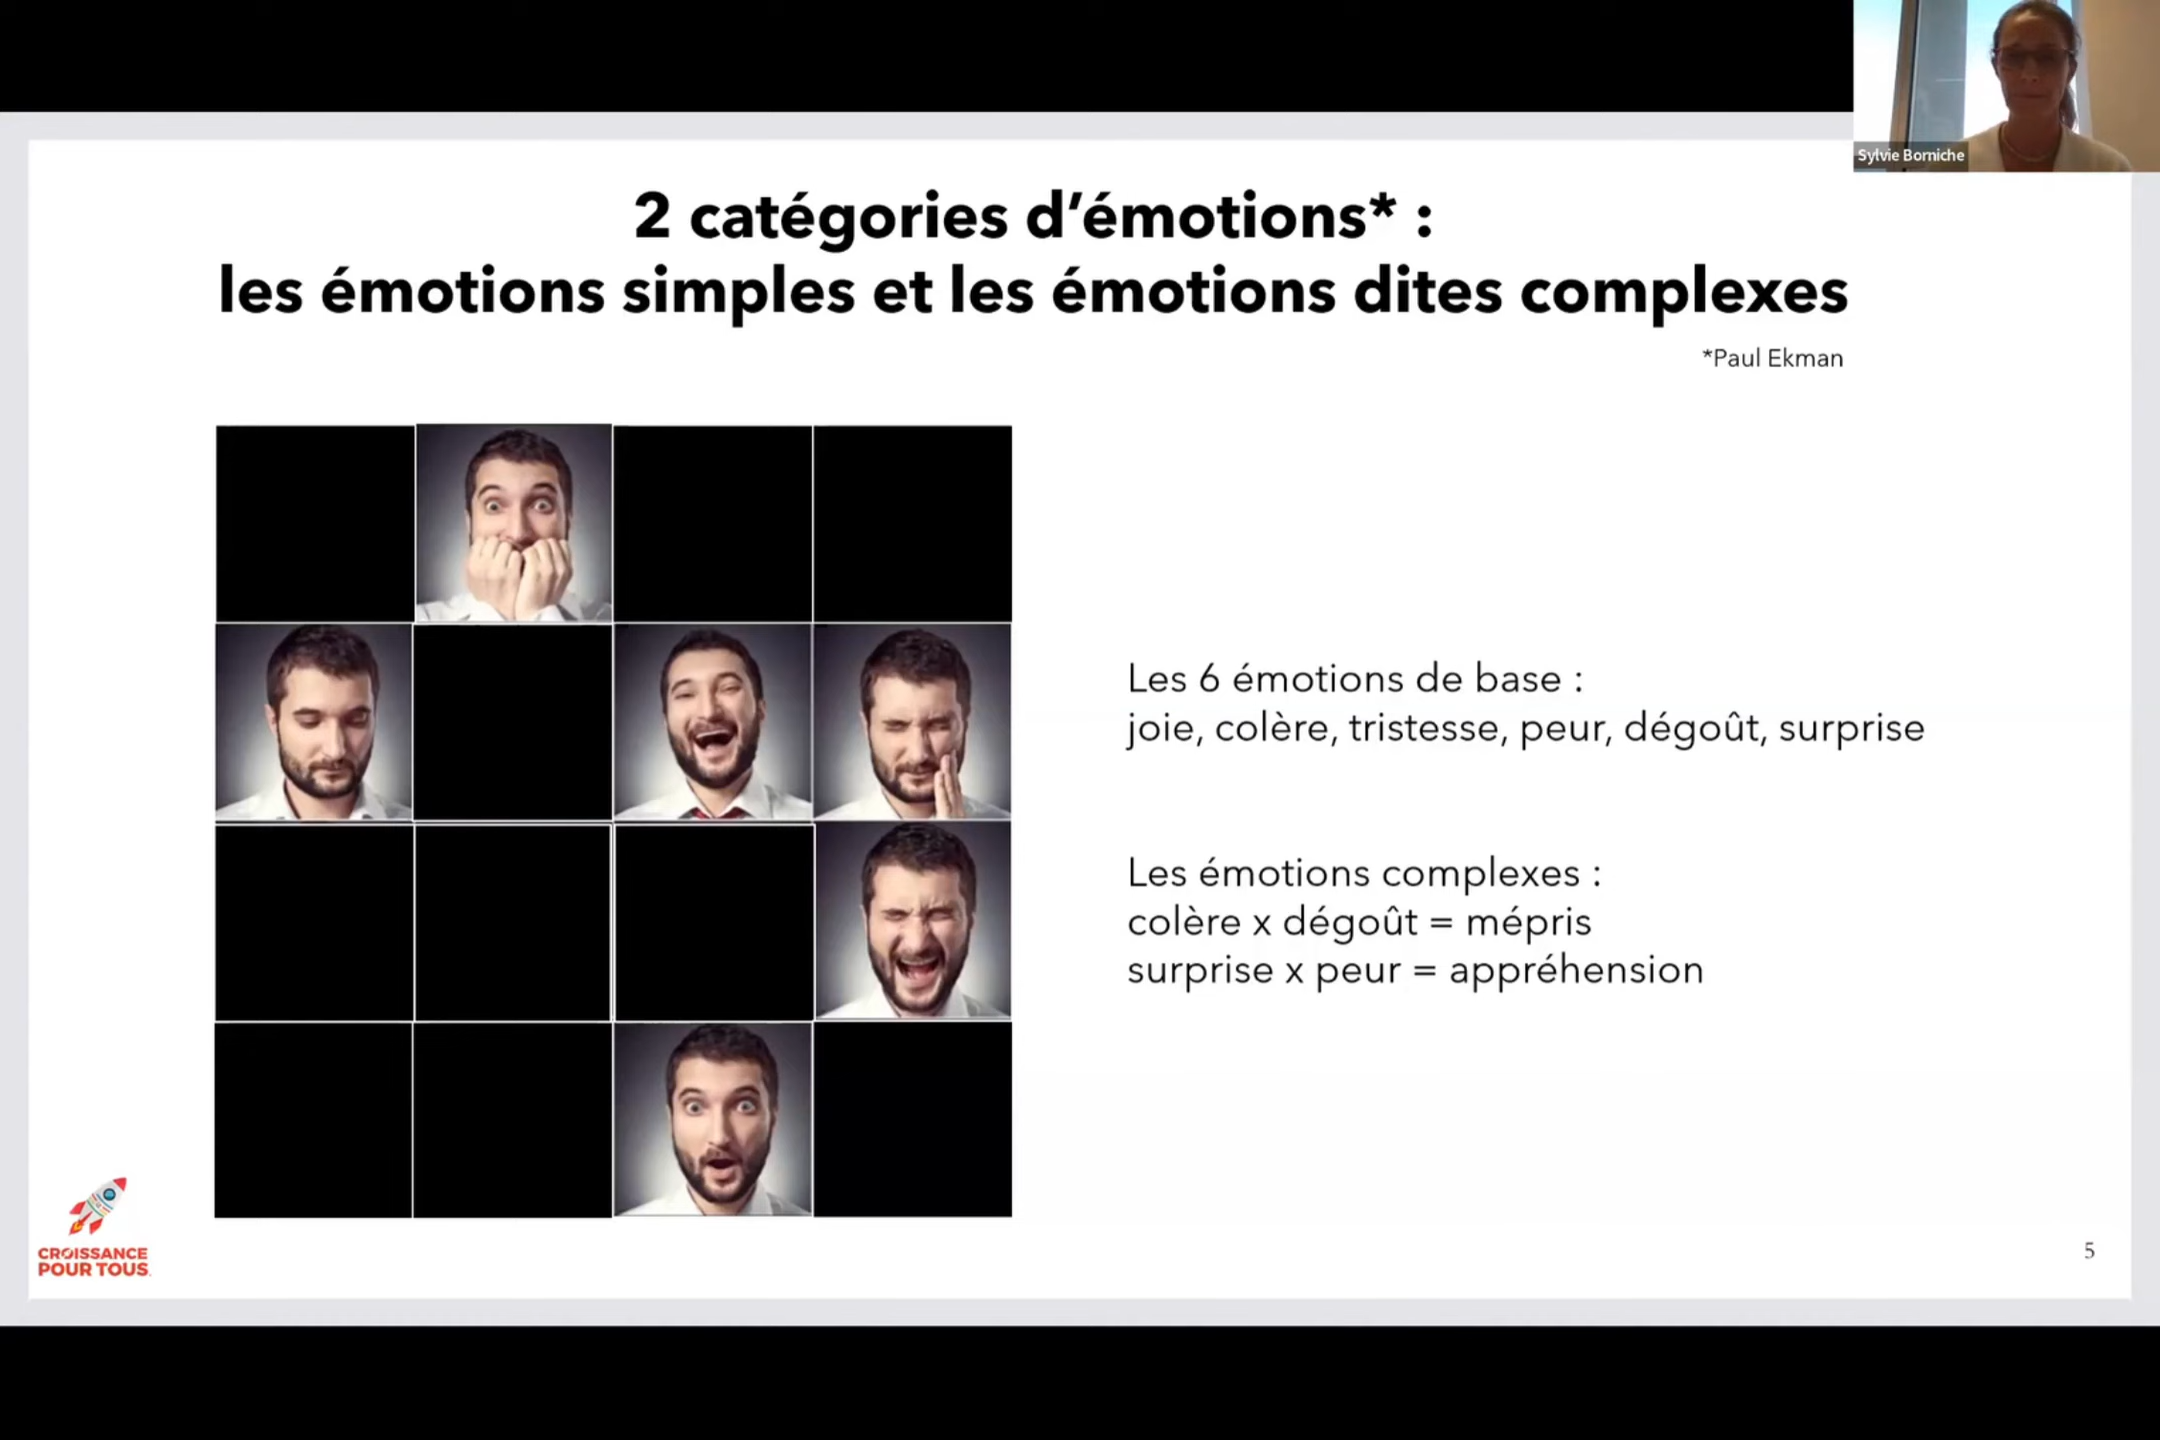 Sylvie Borniche
2 catégories d’émotions* :
les émotions simples et les émotions dites complexes
*Paul Ekman
Les 6 émotions de base :
joie, colère, tristesse, peur, dégoût, surprise
Les émotions complexes :
colère x dégoût = mépris
surprise x peur = appréhension
CROISSANCE
POUR TOUS
5